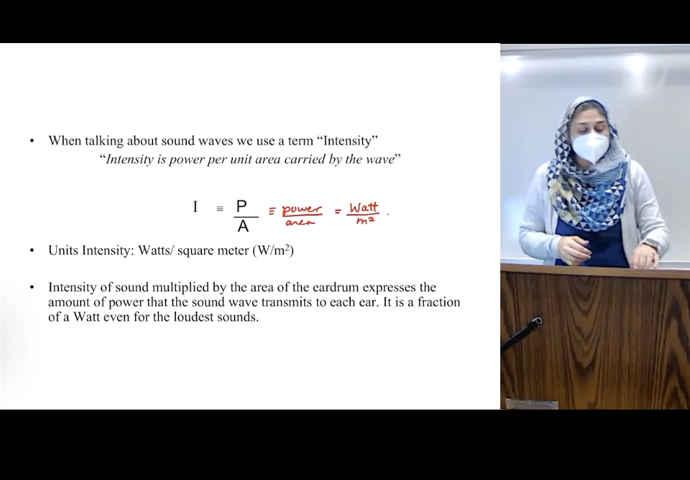 • When talking about sound waves we use a term “Intensity”
“Intensity is power per unit area carried by the wave”
I = P/A = power/area = Watt/m² .
• Units Intensity: Watts/ square meter (W/m²)
• Intensity of sound multiplied by the area of the eardrum expresses the
amount of power that the sound wave transmits to each ear. It is a fraction
of a Watt even for the loudest sounds.